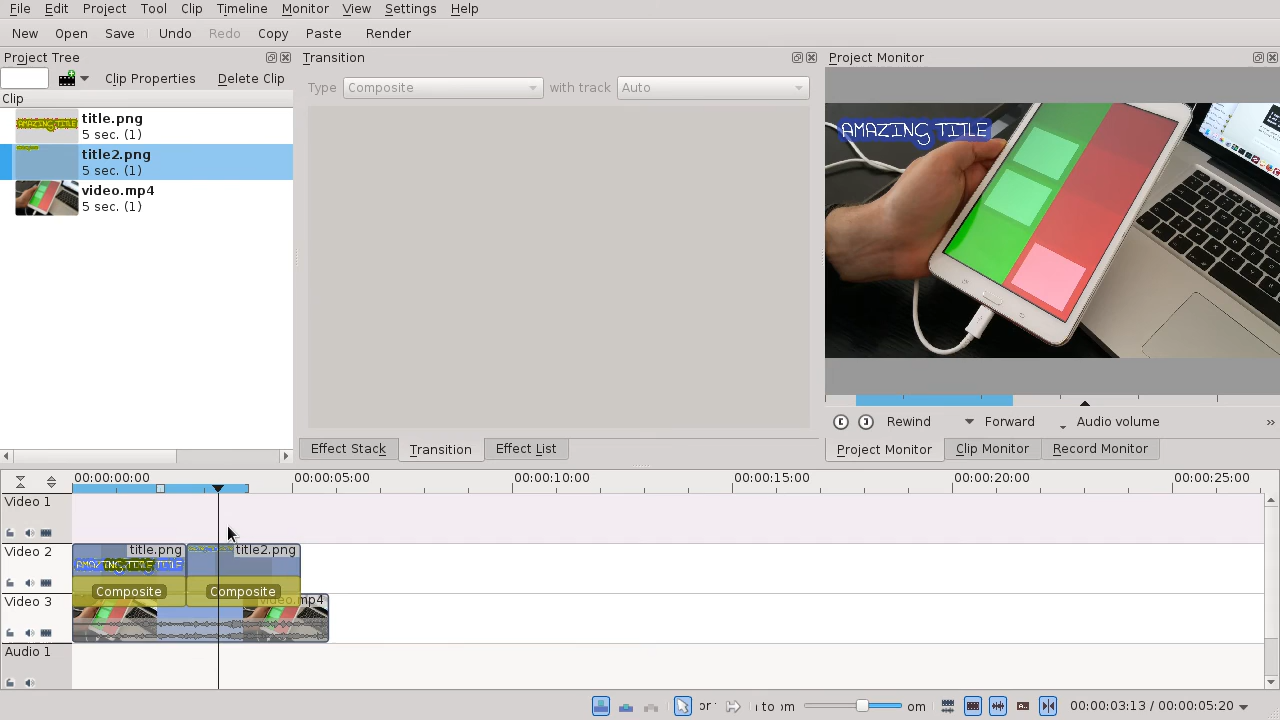 File Edit Project Tool Clip Timeline Monitor View Settings Help
New Open Save Undo Redo Copy Paste Render
Project Tree
Transition
Project Monitor
Clip Properties Delete Clip
Type Composite with track Auto
Clip
title.png
5 sec. (1)
title2.png
5 sec. (1)
video.mp4
5 sec. (1)
AMAZING TITLE
Rewind Forward Audio volume »
Effect Stack Transition Effect List
Project Monitor Clip Monitor Record Monitor
00:00:00:00 00:00:05:00 00:00:10:00 00:00:15:00 00:00:20:00 00:00:25:00
Video 1
Video 2
title.png title2.png
Composite Composite
Video 3
video.mp4
Audio 1
00:00:03:13 / 00:00:05:20